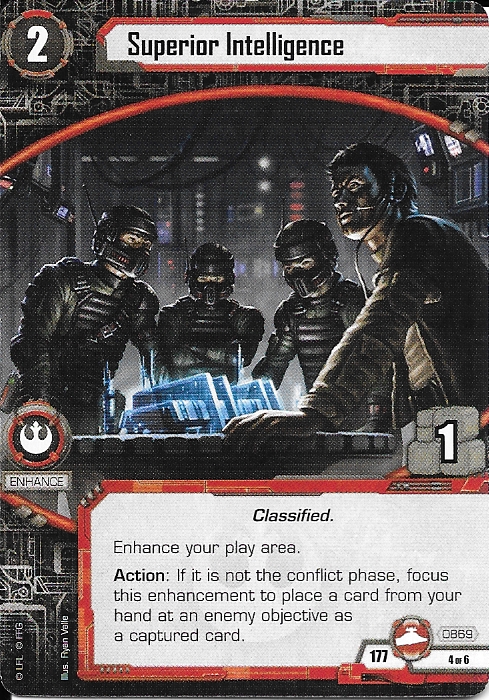 2
Superior Intelligence
1
ENHANCE
Classified.
Enhance your play area.
Action: If it is not the conflict phase, focus
this enhancement to place a card from your
hand at an enemy objective as
a captured card.
© LFL © FFG
Illus. Ryan Valle
177
0869
4 OF 6